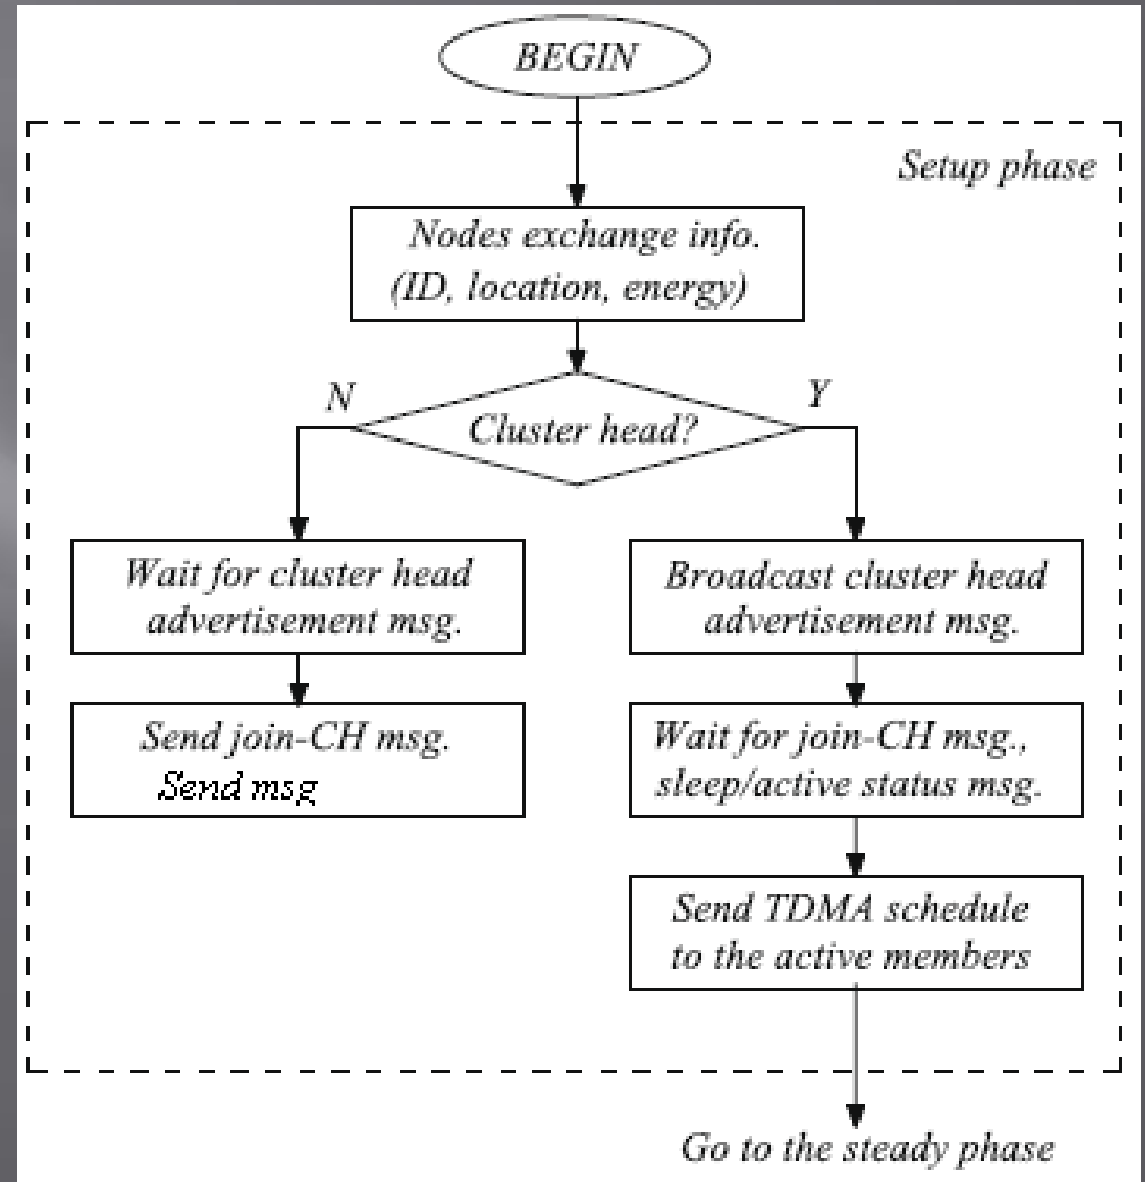 BEGIN
Setup phase
Nodes exchange info.
(ID, location, energy)
N
Y
Cluster head?
Wait for cluster head
advertisement msg.
Broadcast cluster head
advertisement msg.
Send join-CH msg.
Send msg
Wait for join-CH msg.,
sleep/active status msg.
Send TDMA schedule
to the active members
Go to the steady phase